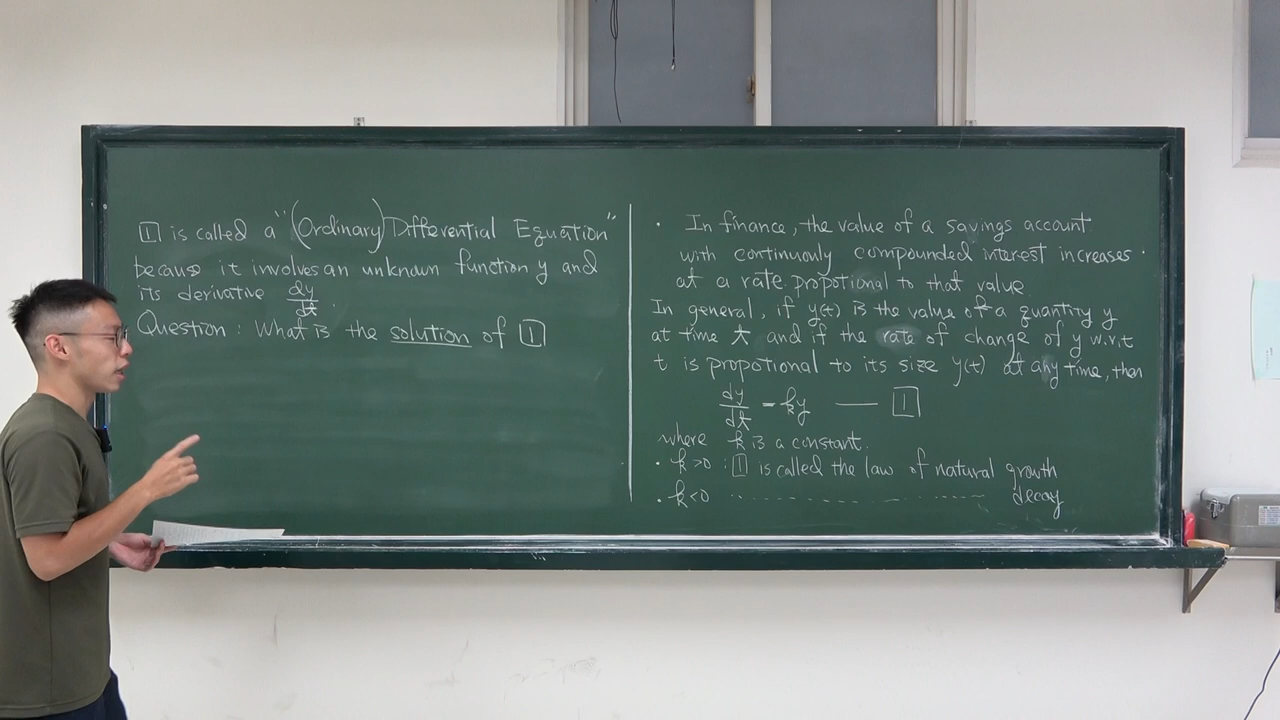 1 is called a "(Ordinary) Differential Equation"
becaus it involves an unknown function y and
its derivative dy/dt.
Question : What is the solution of 1
· In finance, the value of a savings account
with continuouly compounded interest increases
at a rate proportional to that value
In general, if y(t) is the value of a quantity y
at time t and if the rate of change of y w.r.t
t is propotional to its size y(t) at any time, then
dy/dt = ky — 1
where k is a constant.
· k>0 : 1 is called the law of natural growth
· k<0 .................... decay